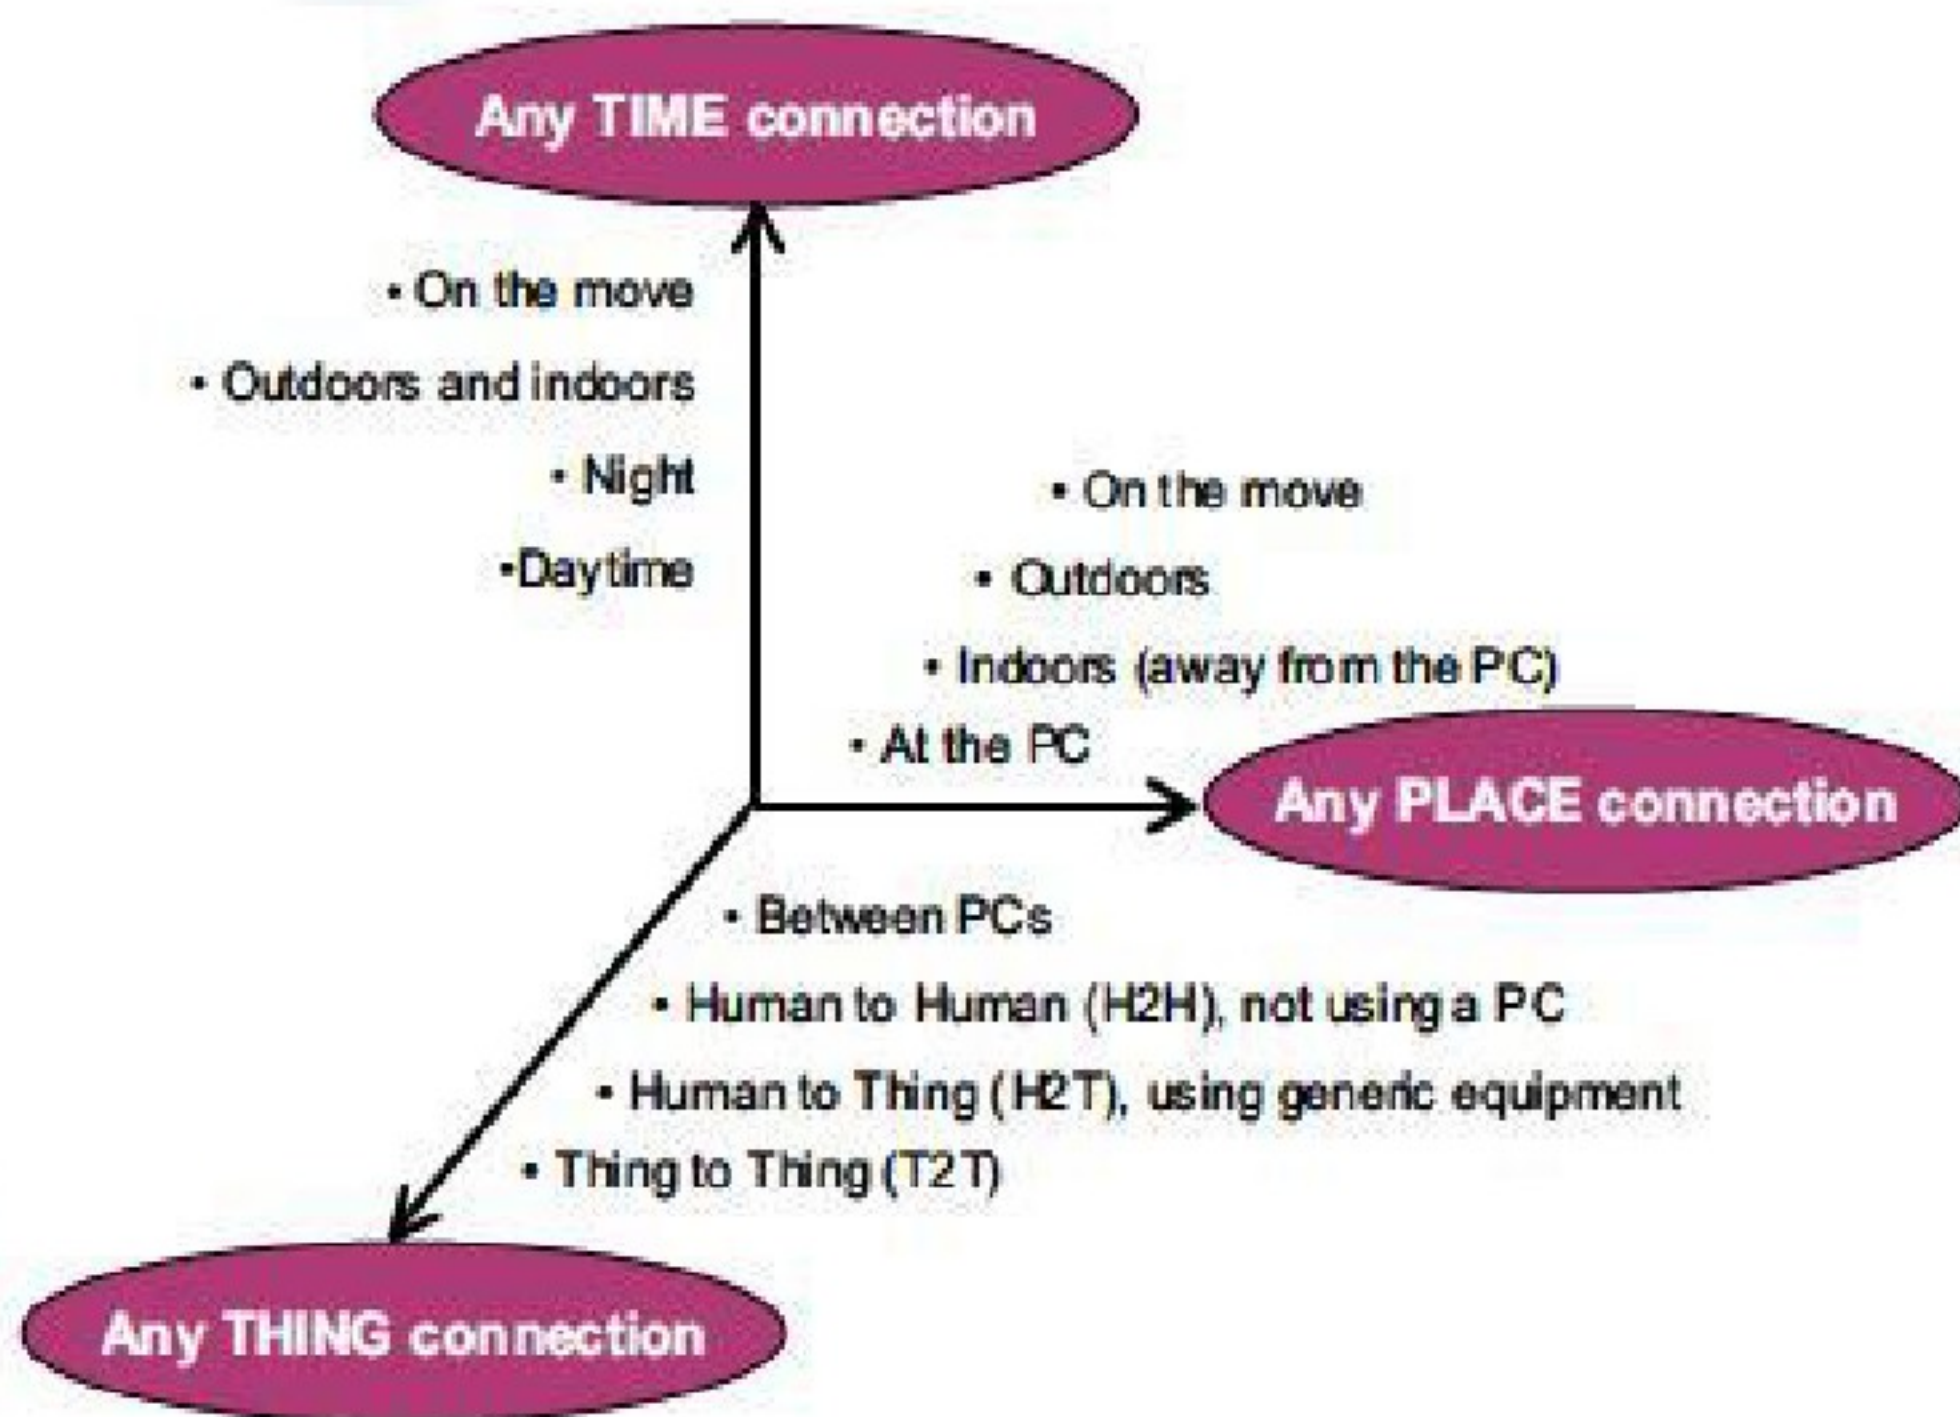 Any TIME connection
• On the move
• Outdoors and indoors
• Night
•Daytime
• On the move
• Outdoors
• Indoors (away from the PC)
• At the PC
Any PLACE connection
• Between PCs
• Human to Human (H2H), not using a PC
• Human to Thing (H2T), using generic equipment
• Thing to Thing (T2T)
Any THING connection